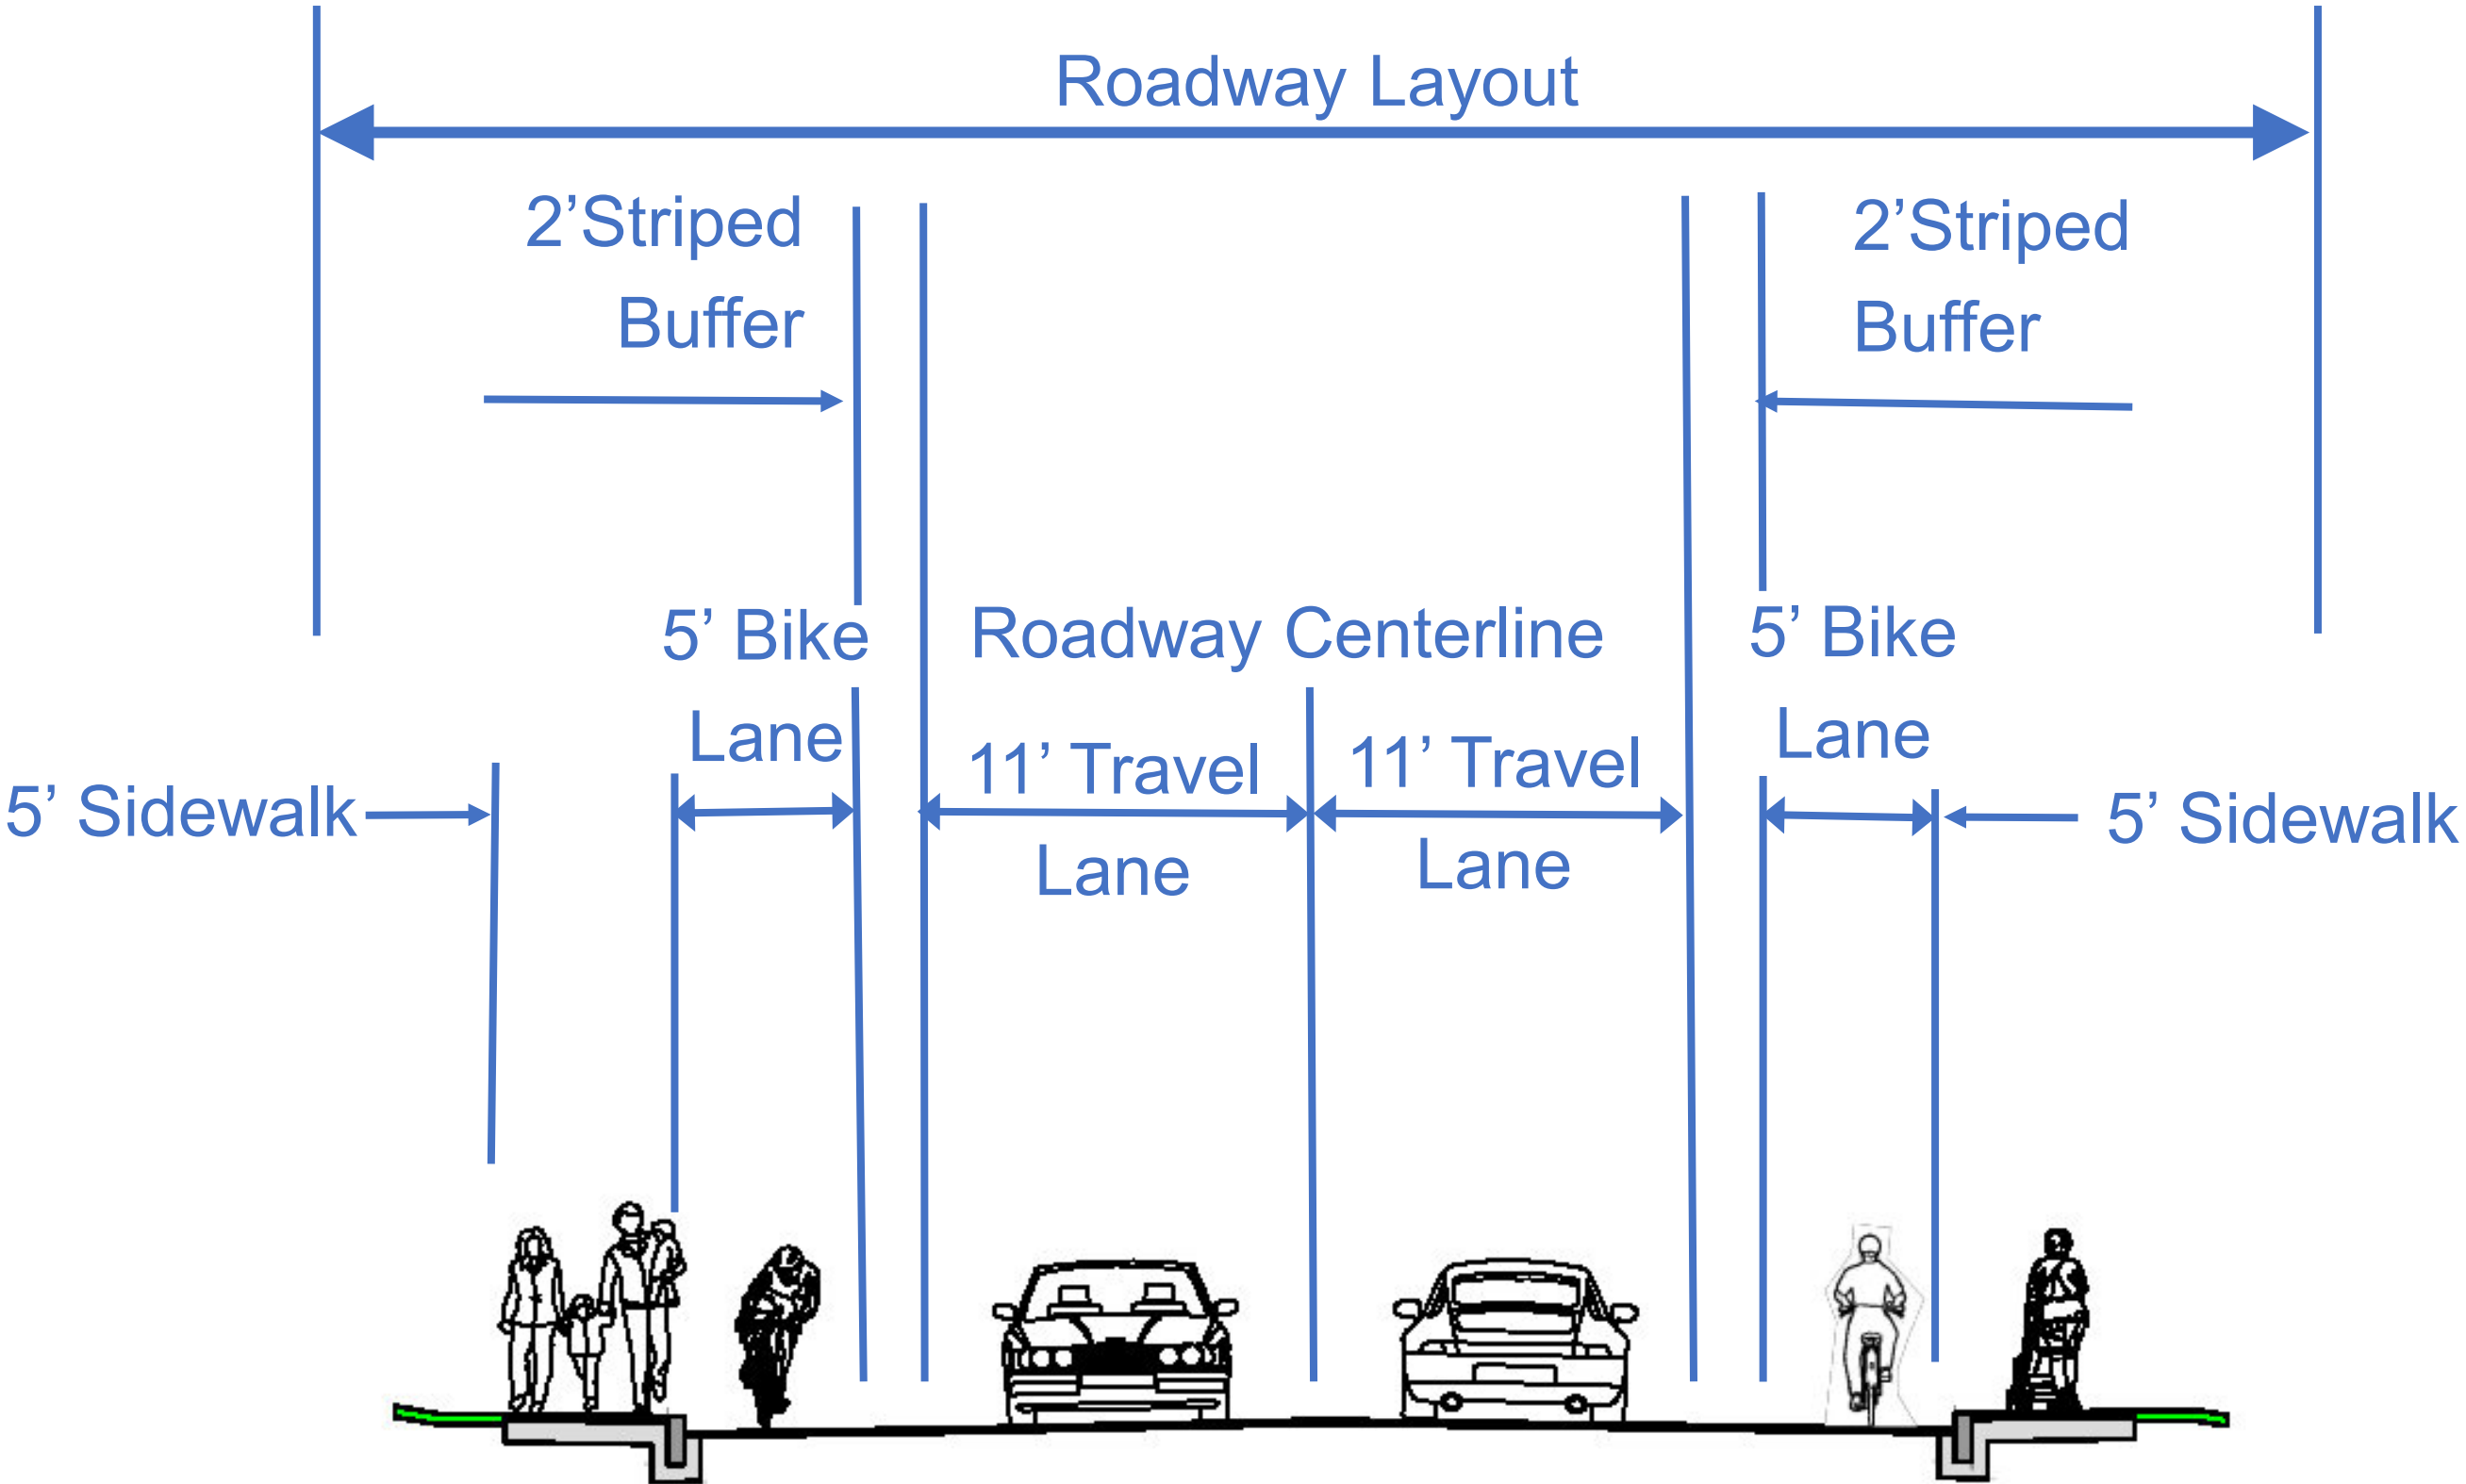 Roadway Layout
2’Striped
Buffer
2’Striped
Buffer
5’ Bike
Lane
Roadway Centerline
5’ Bike
Lane
11’ Travel
Lane
11’ Travel
Lane
5’ Sidewalk
5’ Sidewalk